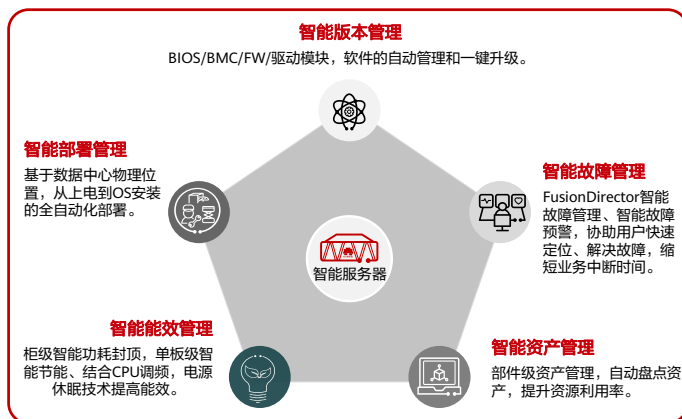 智能版本管理
BIOS/BMC/FW/驱动模块，软件的自动管理和一键升级。
智能部署管理
基于数据中心物理位
置，从上电到OS安装
的全自动化部署。
智能故障管理
FusionDirector智能
故障管理、智能故障
预警，协助用户快速
定位、解决故障，缩
短业务中断时间。
智能服务器
智能能效管理
柜级智能功耗封顶，单板级智
能节能、结合CPU调频，电源
休眠技术提高能效。
智能资产管理
部件级资产管理，自动盘点资
产，提升资源利用率。